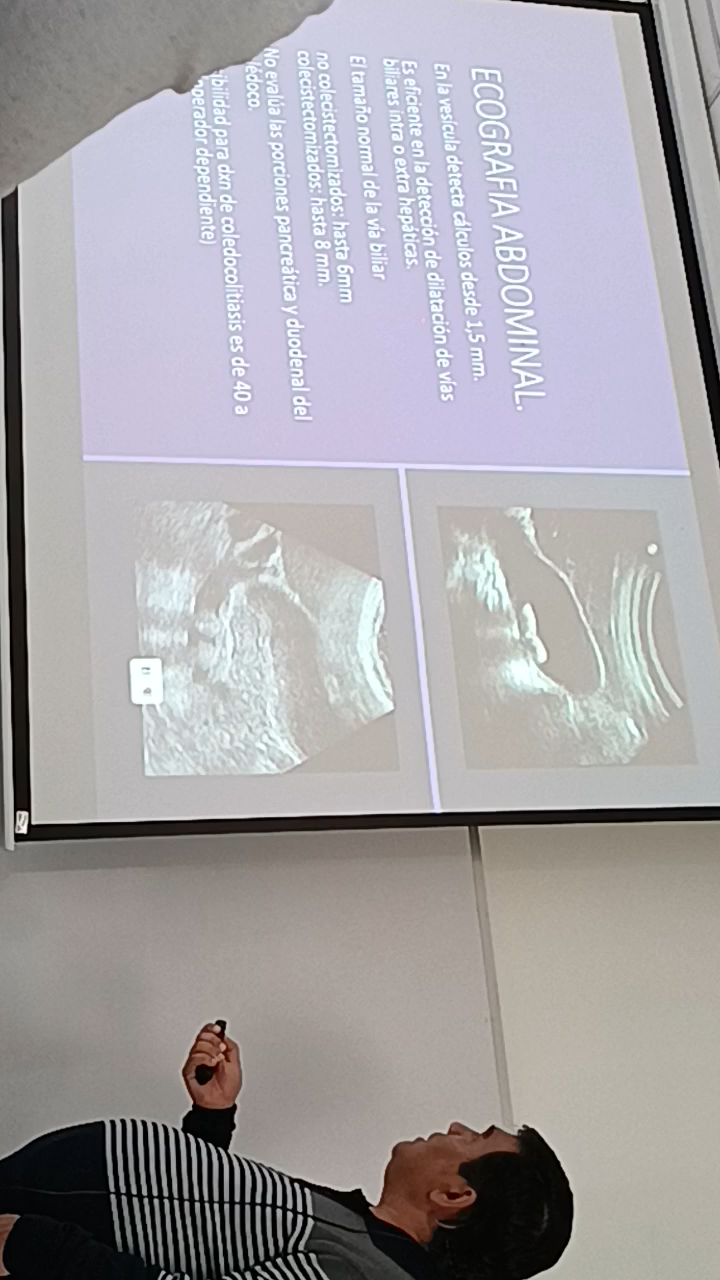 ECOGRAFIA ABDOMINAL.
En la vesícula detecta cálculos desde 1,5 mm.
Es eficiente en la detección de dilatación de vías
biliares intra o extra hepáticas.
El tamaño normal de la vía biliar
no colecistectomizados: hasta 6mm
colecistectomizados: hasta 8 mm.
No evalúa las porciones pancreática y duodenal del
lédoco.
ibilidad para dxn de coledocolitiasis es de 40 a
perador dependiente)